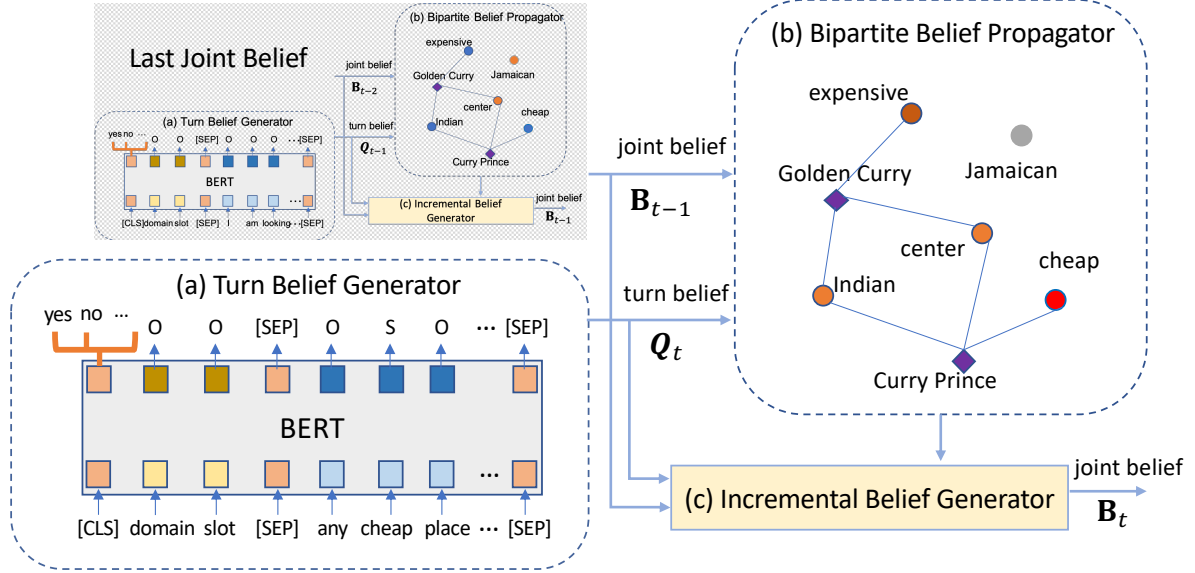 Last Joint Belief
(a) Turn Belief Generator
yes no ...
O O [SEP] O O O ... [SEP]
BERT
[CLS] domain slot [SEP] I am looking ... [SEP]
joint belief
B_{t-2}
turn belief
Q_{t-1}
(b) Bipartite Belief Propagator
expensive
Jamaican
Golden Curry
center
cheap
Indian
Curry Prince
(c) Incremental Belief
Generator
joint belief
B_{t-1}
(a) Turn Belief Generator
yes no ...
O O [SEP] O S O ... [SEP]
BERT
[CLS] domain slot [SEP] any cheap place ... [SEP]
joint belief
B_{t-1}
turn belief
Q_t
(b) Bipartite Belief Propagator
expensive
Jamaican
Golden Curry
center
cheap
Indian
Curry Prince
(c) Incremental Belief Generator
joint belief
B_t